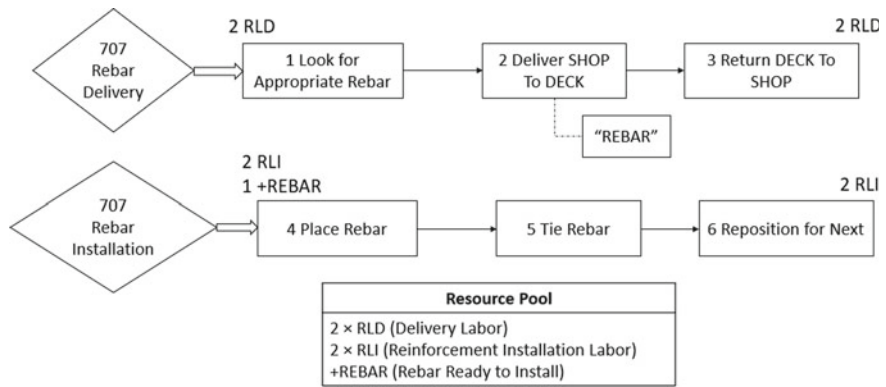 2 RLD
2 RLD
707
Rebar
Delivery
1 Look for
Appropriate Rebar
2 Deliver SHOP
To DECK
3 Return DECK To
SHOP
“REBAR”
2 RLI
1 +REBAR
2 RLI
707
Rebar
Installation
4 Place Rebar
5 Tie Rebar
6 Reposition for Next
Resource Pool
2 × RLD (Delivery Labor)
2 × RLI (Reinforcement Installation Labor)
+REBAR (Rebar Ready to Install)